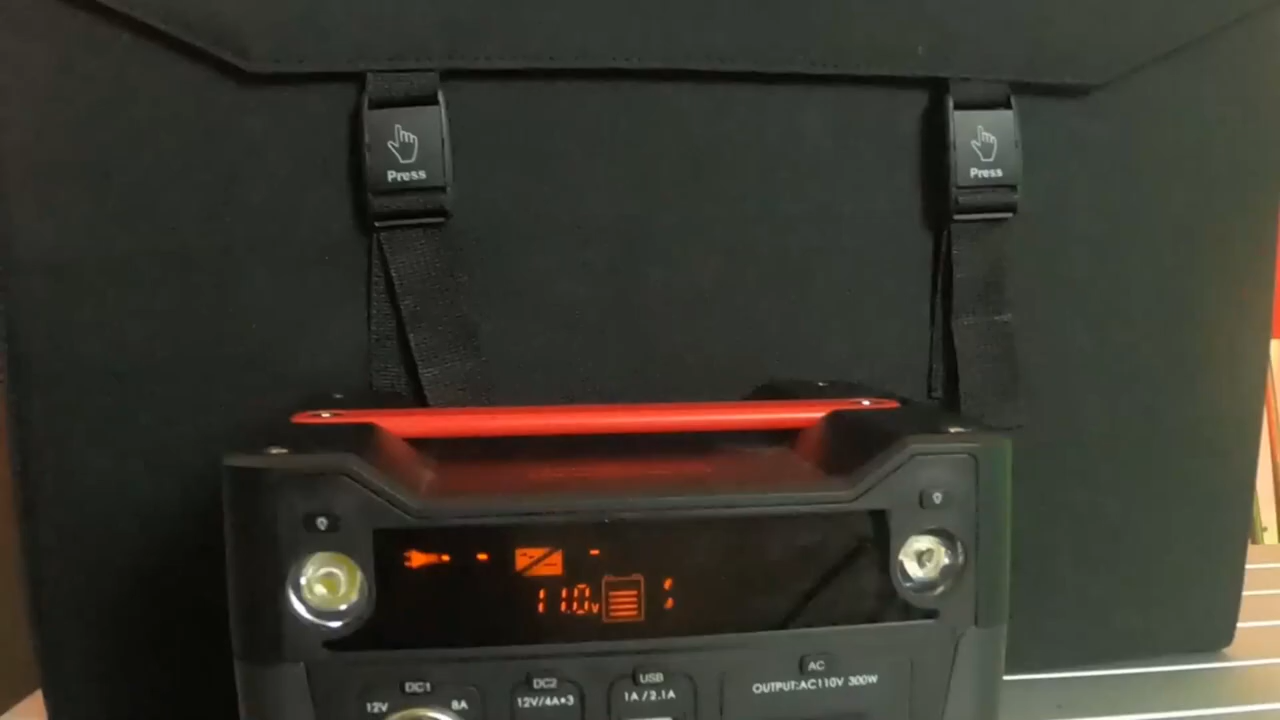 Press
Press
11.0v
DC1
12V 8A
DC2
12V/4A*3
USB
1A/2.1A
AC
OUTPUT:AC110V 300W